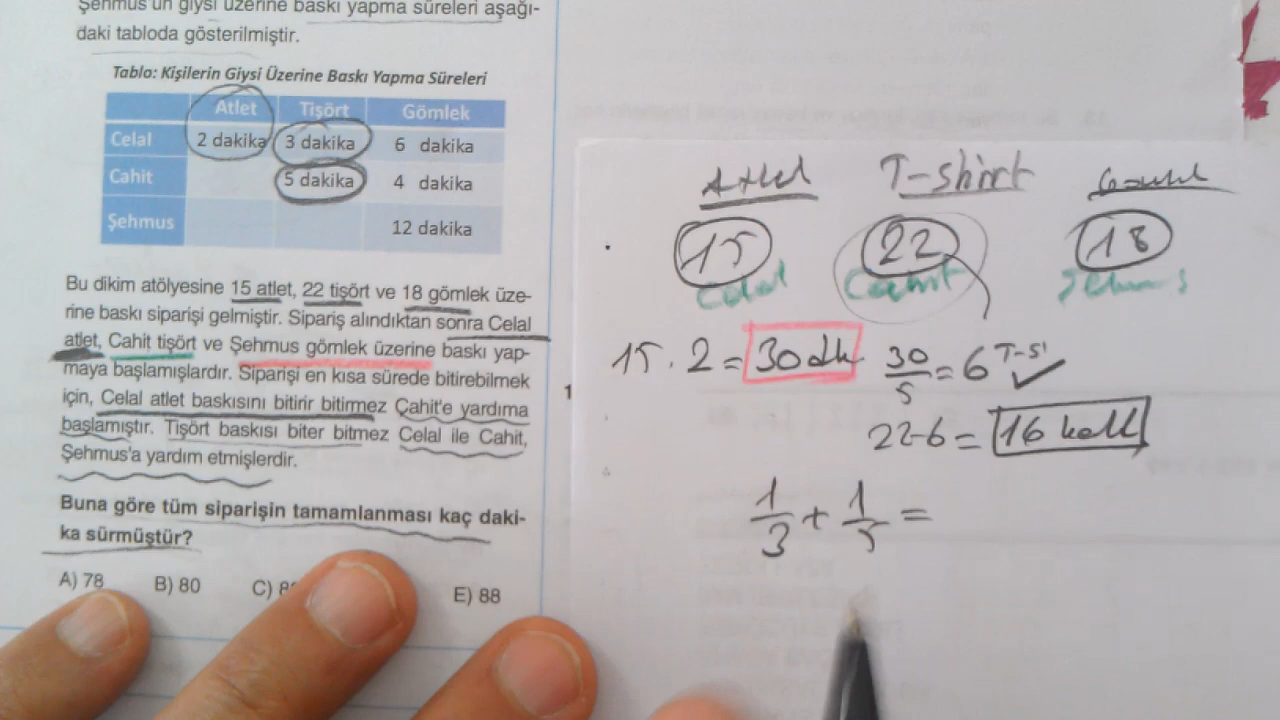 Şehmus'un giysi üzerine baskı yapma süreleri aşağı-
daki tabloda gösterilmiştir.
Tablo: Kişilerin Giysi Üzerine Baskı Yapma Süreleri
Atlet Tişört Gömlek
Celal 2 dakika 3 dakika 6 dakika
Cahit 5 dakika 4 dakika
Şehmus 12 dakika
Bu dikim atölyesine 15 atlet, 22 tişört ve 18 gömlek üze-
rine baskı siparişi gelmiştir. Sipariş alındıktan sonra Celal
atlet, Cahit tişört ve Şehmus gömlek üzerine baskı yap-
maya başlamışlardır. Siparişi en kısa sürede bitirebilmek
için, Celal atlet baskısını bitirir bitirmez Cahit'e yardıma
başlamıştır. Tişört baskısı biter bitmez Celal ile Cahit,
Şehmus'a yardım etmişlerdir.
Buna göre tüm siparişin tamamlanması kaç daki-
ka sürmüştür?
A) 78 B) 80 C) 8 E) 88
1
Atlet T-shirt
15 22 18
Celal Cahit Şehmus
15 . 2 = 30 dk 30/5 = 6 T-Ş'
22-6 = 16 kaldı
1/3 + 1/5 =